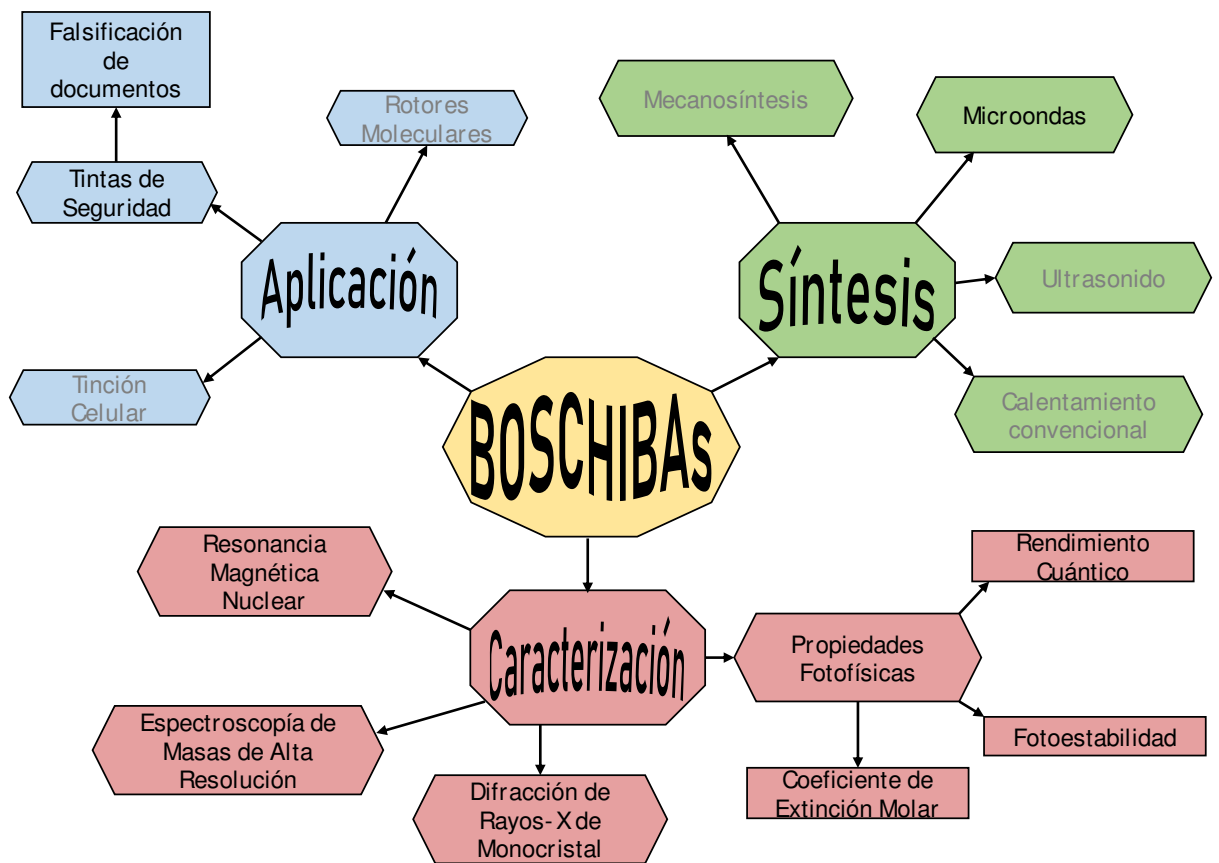 Falsificación
de
documentos
Rotores
Moleculares
Tintas de
Seguridad
Aplicación
Tinción
Celular
Mecanosíntesis
Microondas
Síntesis
Ultrasonido
Calentamiento
convencional
BOSCHIBAs
Resonancia
Magnética
Nuclear
Caracterización
Espectroscopía de
Masas de Alta
Resolución
Difracción de
Rayos-X de
Monocristal
Propiedades
Fotofísicas
Rendimiento
Cuántico
Fotoestabilidad
Coeficiente de
Extinción Molar